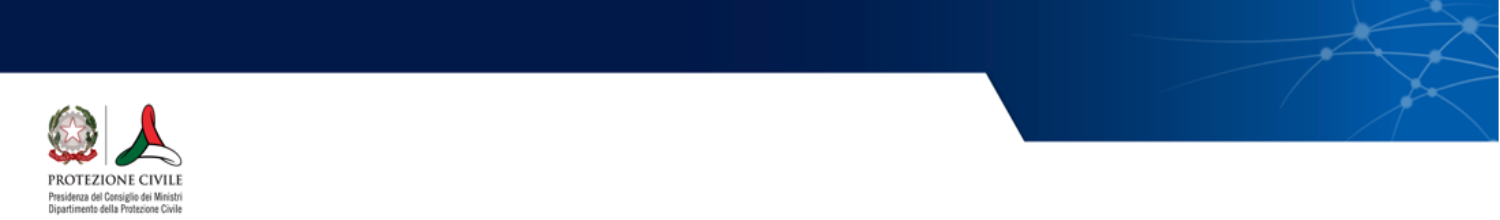 PROTEZIONE CIVILE
Presidenza del Consiglio dei Ministri
Dipartimento della Protezione Civile